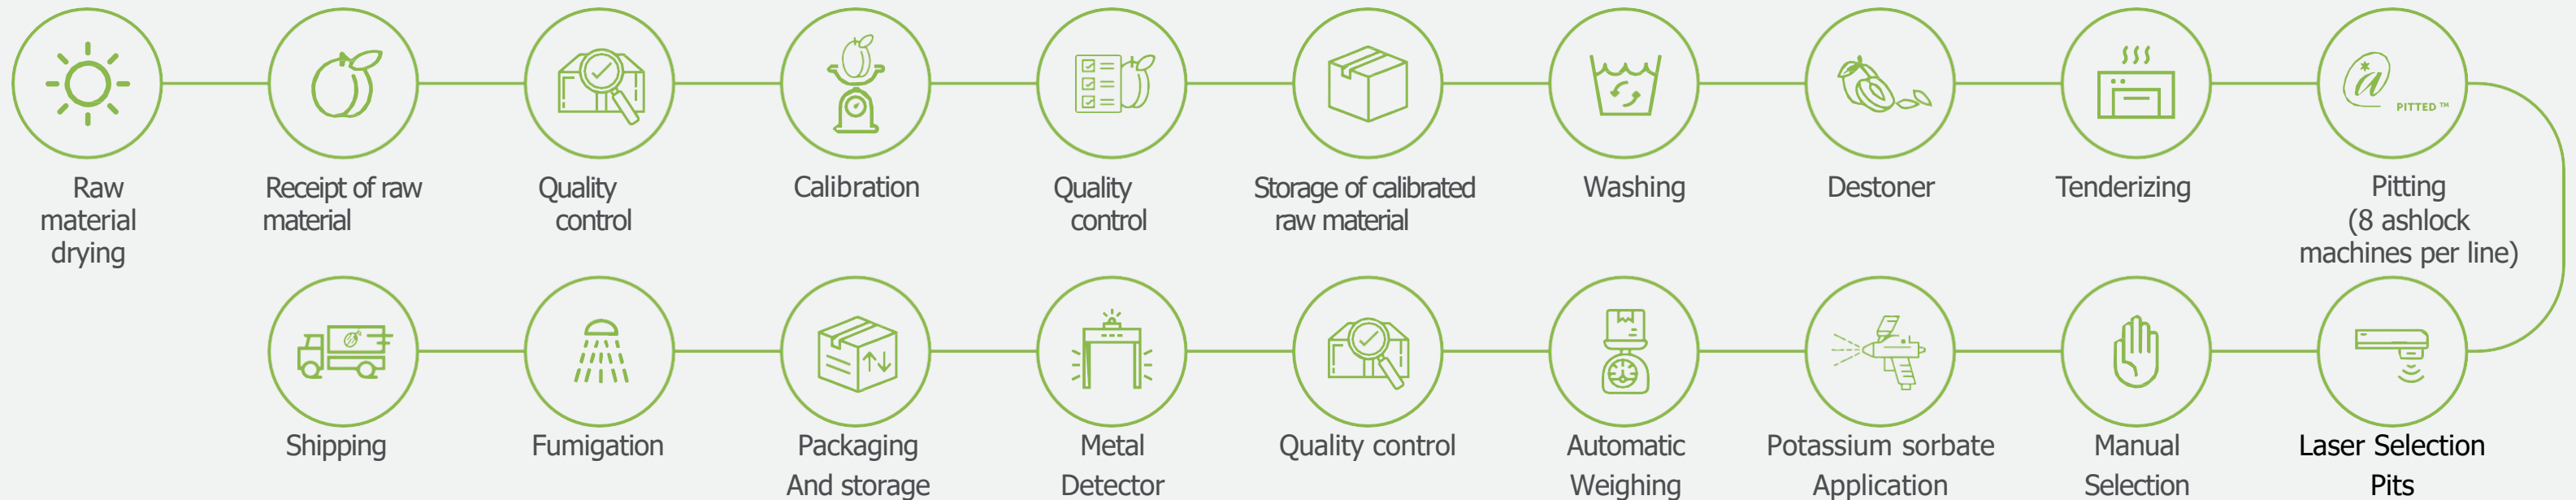 PITTED ™
Raw
material
drying
Receipt of raw
material
Quality
control
Calibration
Quality
control
Storage of calibrated
raw material
Washing
Destoner
Tenderizing
Pitting
(8 ashlock
machines per line)
Shipping
Fumigation
Packaging
And storage
Metal
Detector
Quality control
Automatic
Weighing
Potassium sorbate
Application
Manual
Selection
Laser Selection
Pits